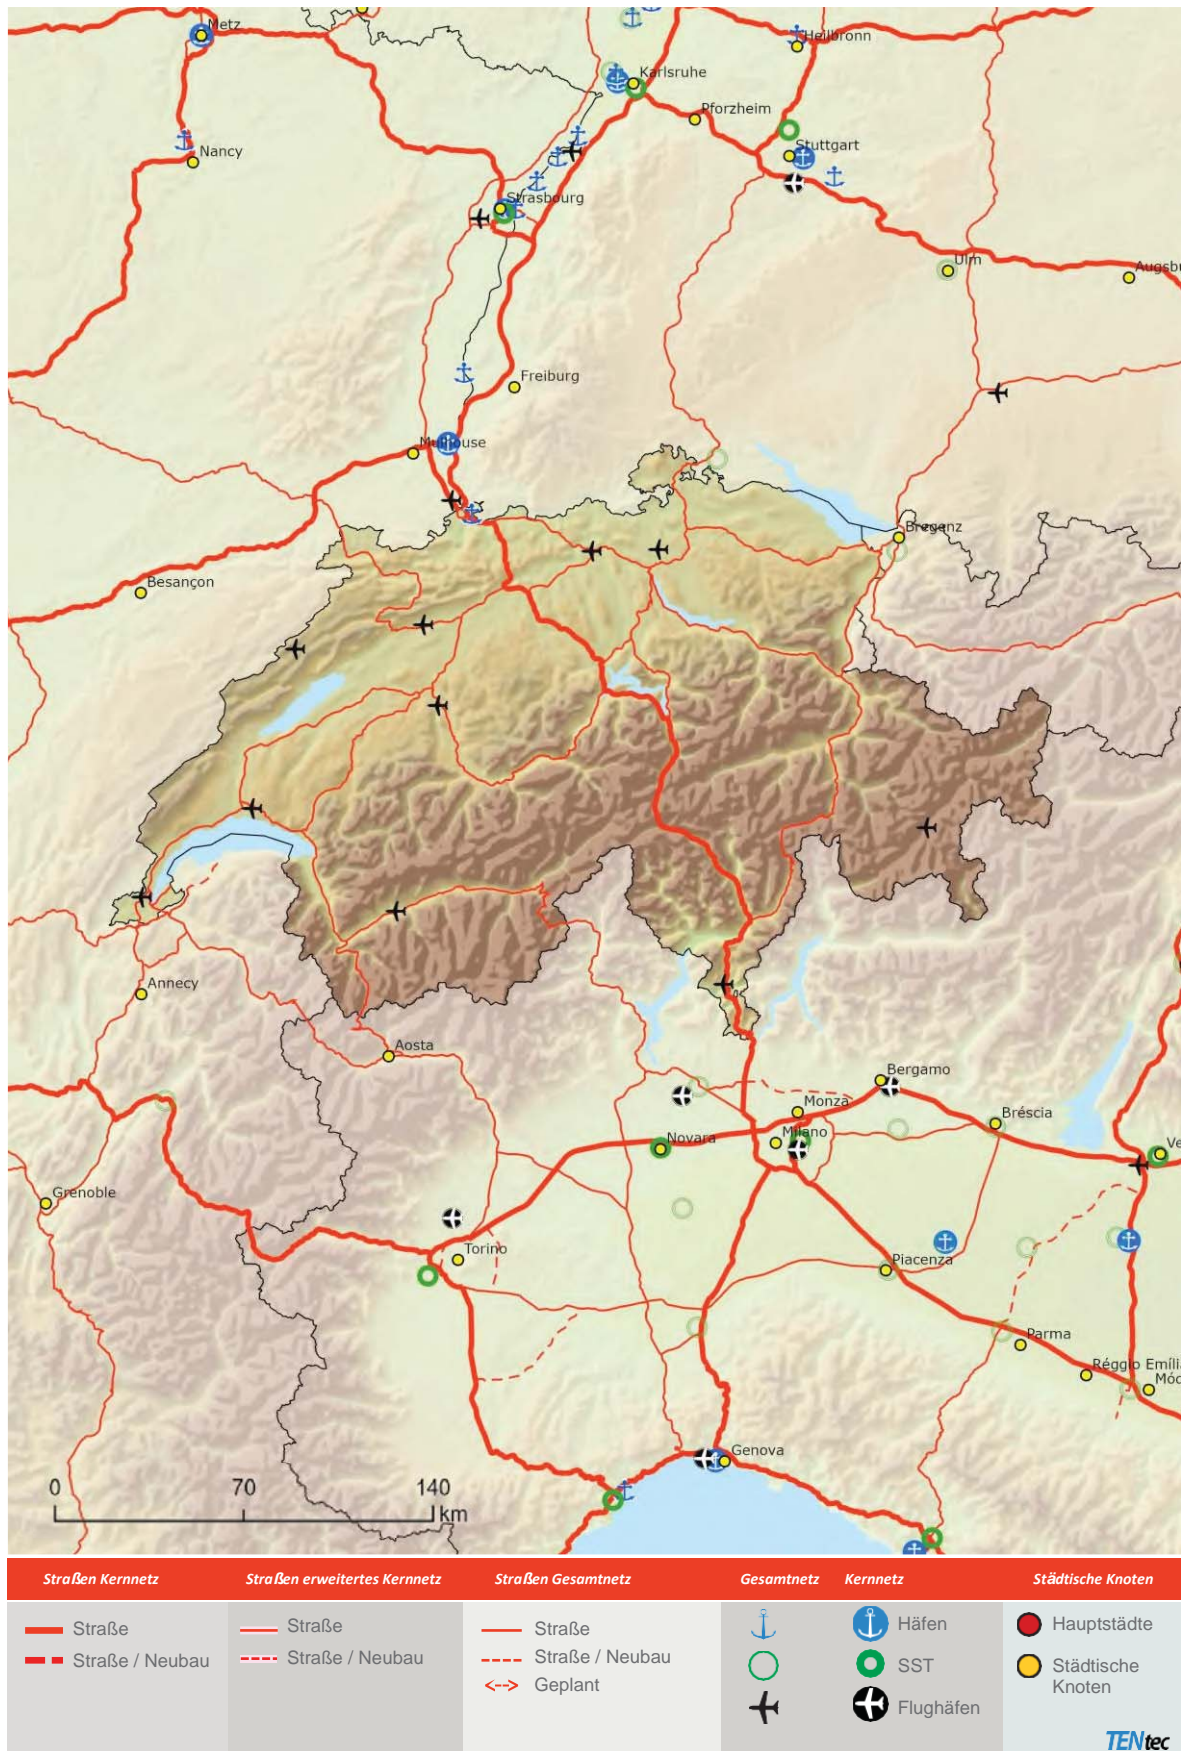 Metz
Heilbronn
Karlsruhe
Pforzheim
Nancy
Stuttgart
Strasbourg
Ulm
Augsbu
Freiburg
Mulhouse
Bregenz
Besançon
Annecy
Aosta
Bergamo
Monza
Bréscia
Milano
Novara
Ve
Grenoble
Torino
Piacenza
Parma
Réggio Emília
Mód
Genova
0 70 140
km
Straßen Kernnetz Straßen erweitertes Kernnetz Straßen Gesamtnetz Gesamtnetz Kernnetz Städtische Knoten
Straße Straße Straße Häfen Hauptstädte
Straße / Neubau Straße / Neubau Straße / Neubau SST Städtische
Knoten
Geplant Flughäfen
TENtec